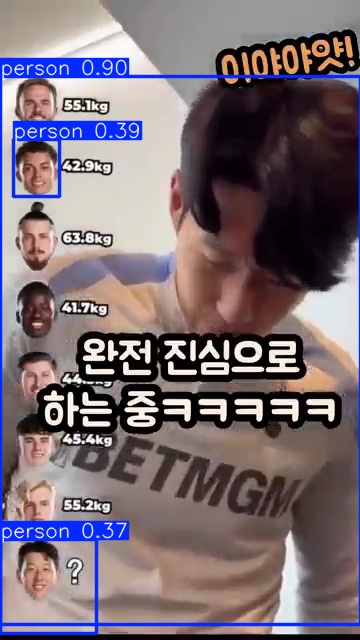 person 0.90
이야야앗!
55.1kg
person 0.39
42.9kg
63.8kg
41.7kg
완전 진심으로
하는 중ㅋㅋㅋㅋㅋ
45.4kg
BETMGM
55.2kg
person 0.37
?